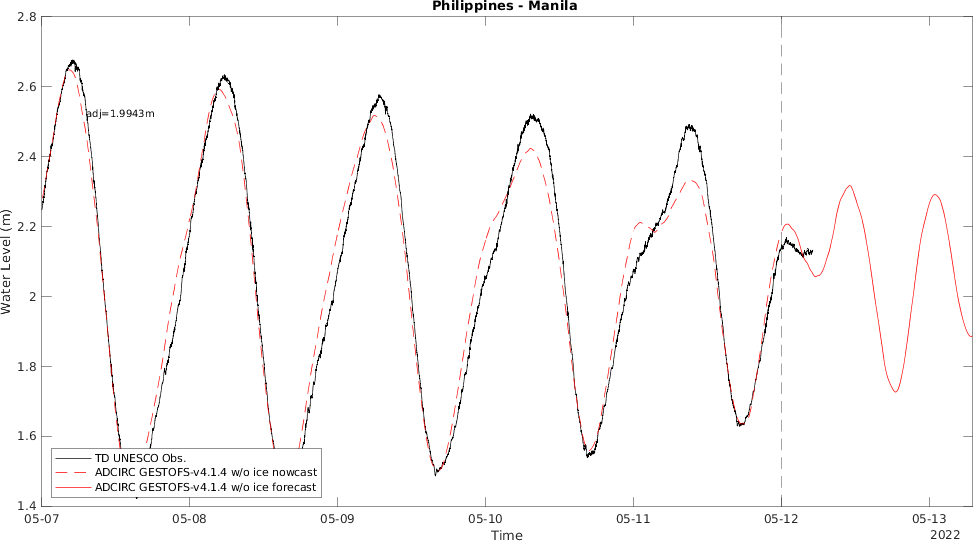 Philippines - Manila
2.8
2.6
adj=1.9943m
2.4
2.2
2
1.8
1.6
1.4
Water Level (m)
TD UNESCO Obs.
ADCIRC GESTOFS-v4.1.4 w/o ice nowcast
ADCIRC GESTOFS-v4.1.4 w/o ice forecast
05-07 05-08 05-09 05-10 05-11 05-12 05-13
Time
2022